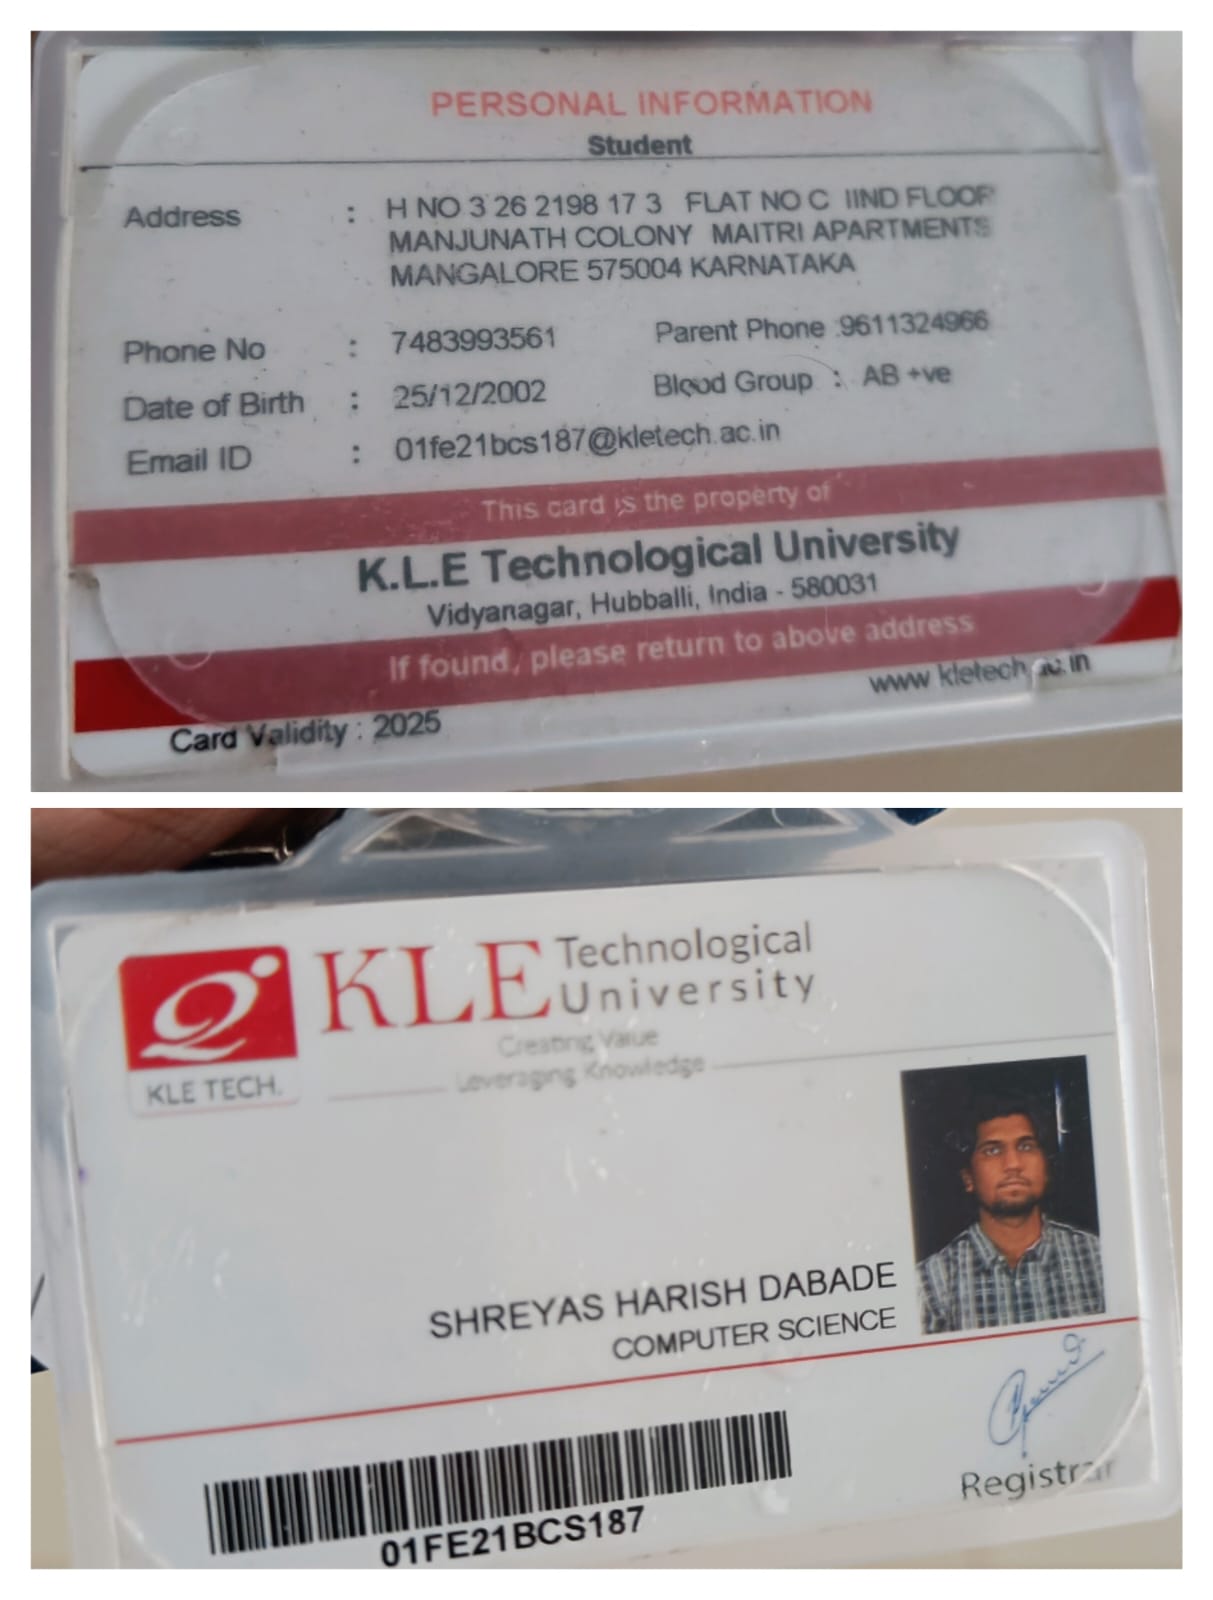 PERSONAL INFORMATION
Student
Address : H NO 3 26 2198 17 3 FLAT NO C IIND FLOOR
MANJUNATH COLONY MAITRI APARTMENTS
MANGALORE 575004 KARNATAKA
Phone No : 7483993561 Parent Phone :9611324966
Date of Birth : 25/12/2002 Blood Group : AB +ve
Email ID : 01fe21bcs187@kletech.ac.in
This card is the property of
K.L.E Technological University
Vidyanagar, Hubballi, India - 580031
If found, please return to above address
www kletech.ac.in
Card Validity : 2025
KLE Technological
University
Creating Value
Leveraging Knowledge
KLE TECH.
SHREYAS HARISH DABADE
COMPUTER SCIENCE
Registrar
01FE21BCS187